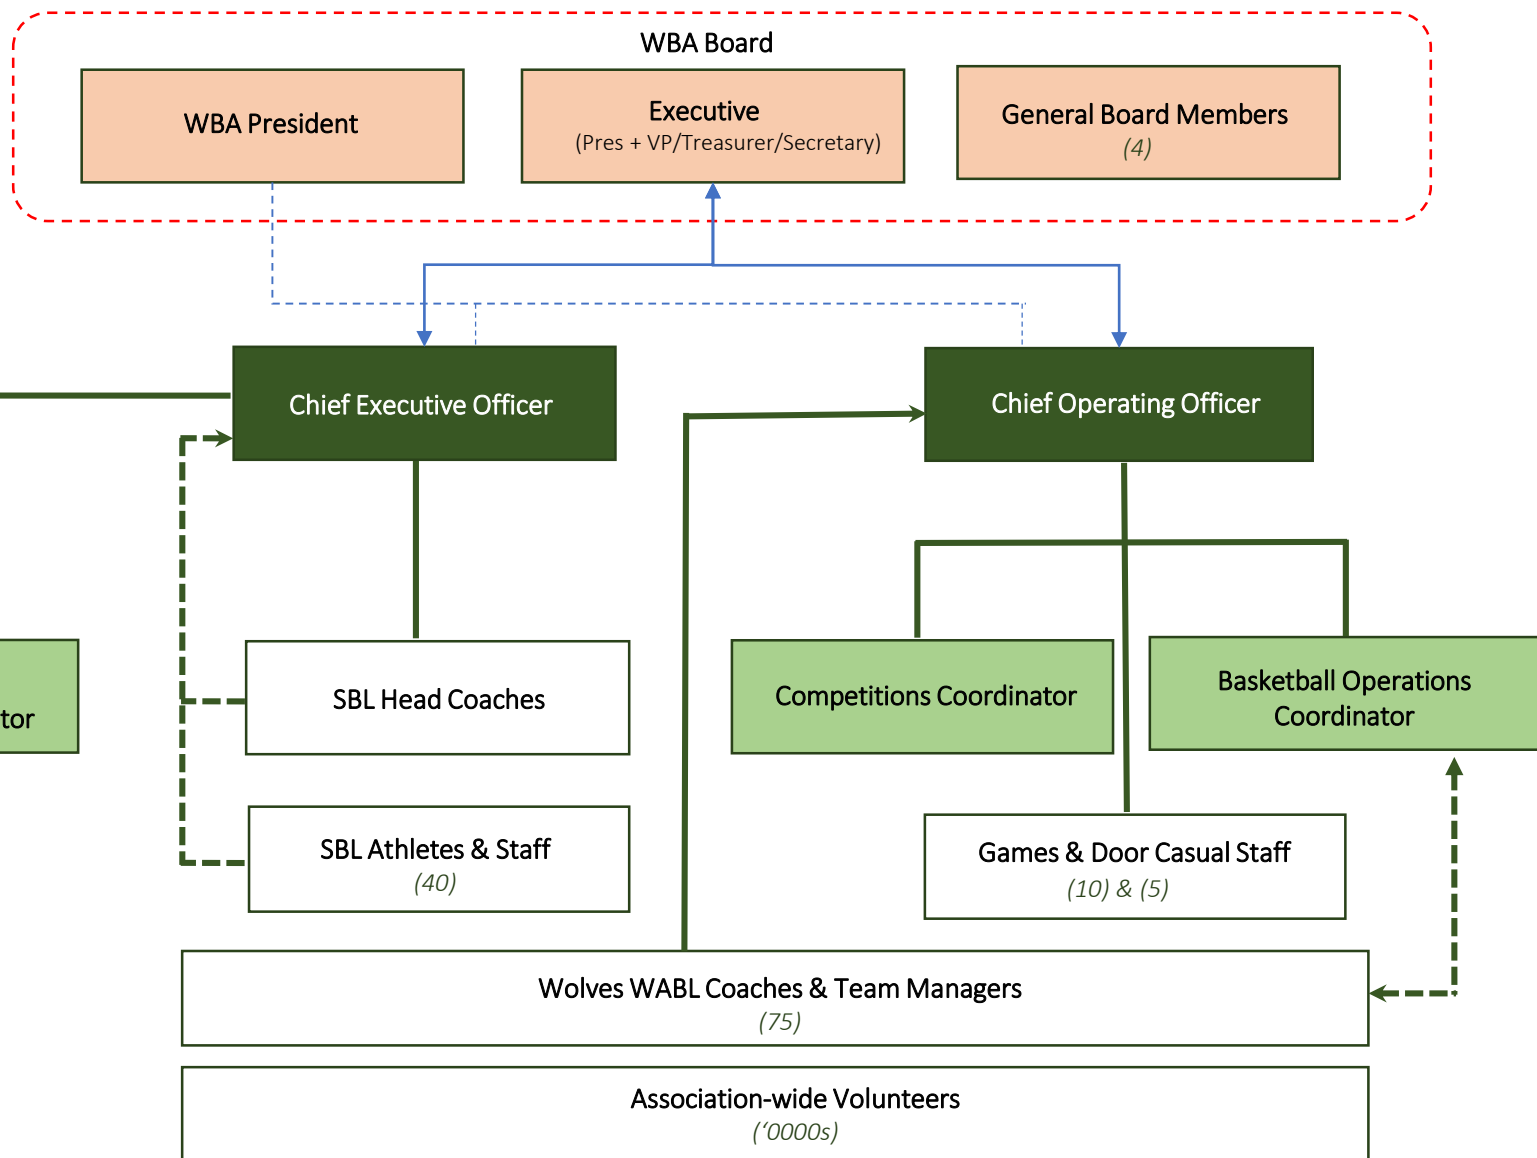 WBA Board
WBA President
Executive
(Pres + VP/Treasurer/Secretary)
General Board Members
(4)
Chief Executive Officer
Chief Operating Officer
tor
SBL Head Coaches
Competitions Coordinator
Basketball Operations
Coordinator
SBL Athletes & Staff
(40)
Games & Door Casual Staff
(10) & (5)
Wolves WABL Coaches & Team Managers
(75)
Association-wide Volunteers
(‘0000s)